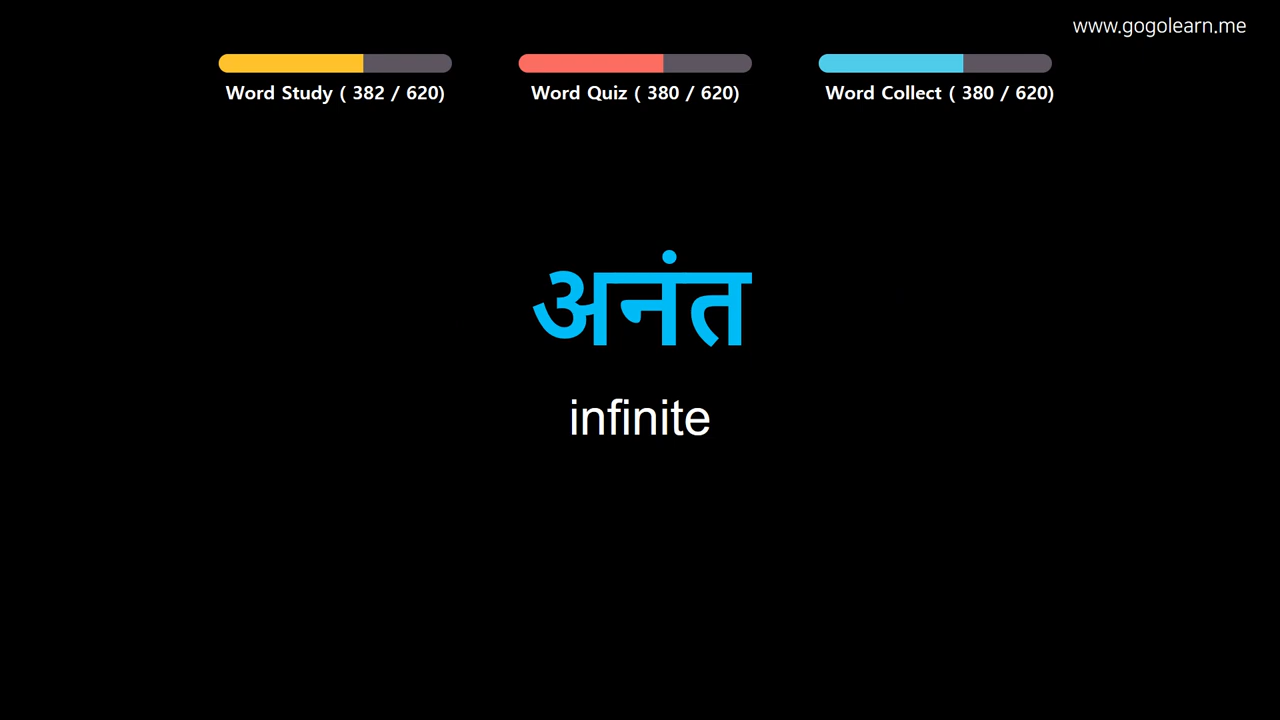 www.gogolearn.me
Word Study ( 382 / 620)
Word Quiz ( 380 / 620)
Word Collect ( 380 / 620)
अनंत
infinite